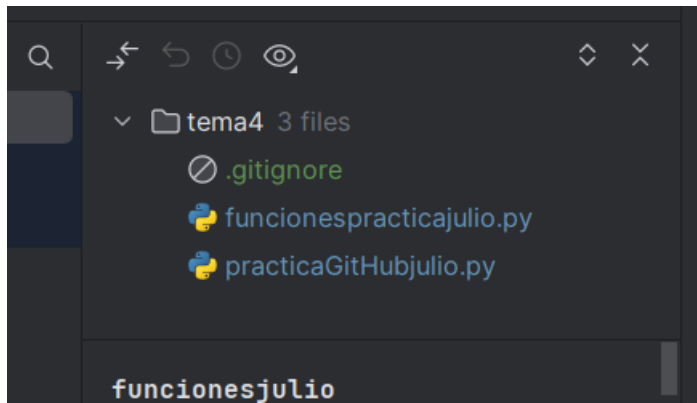 tema4 3 files
.gitignore
funcionespracticajulio.py
practicaGitHubjulio.py
funcionesjulio